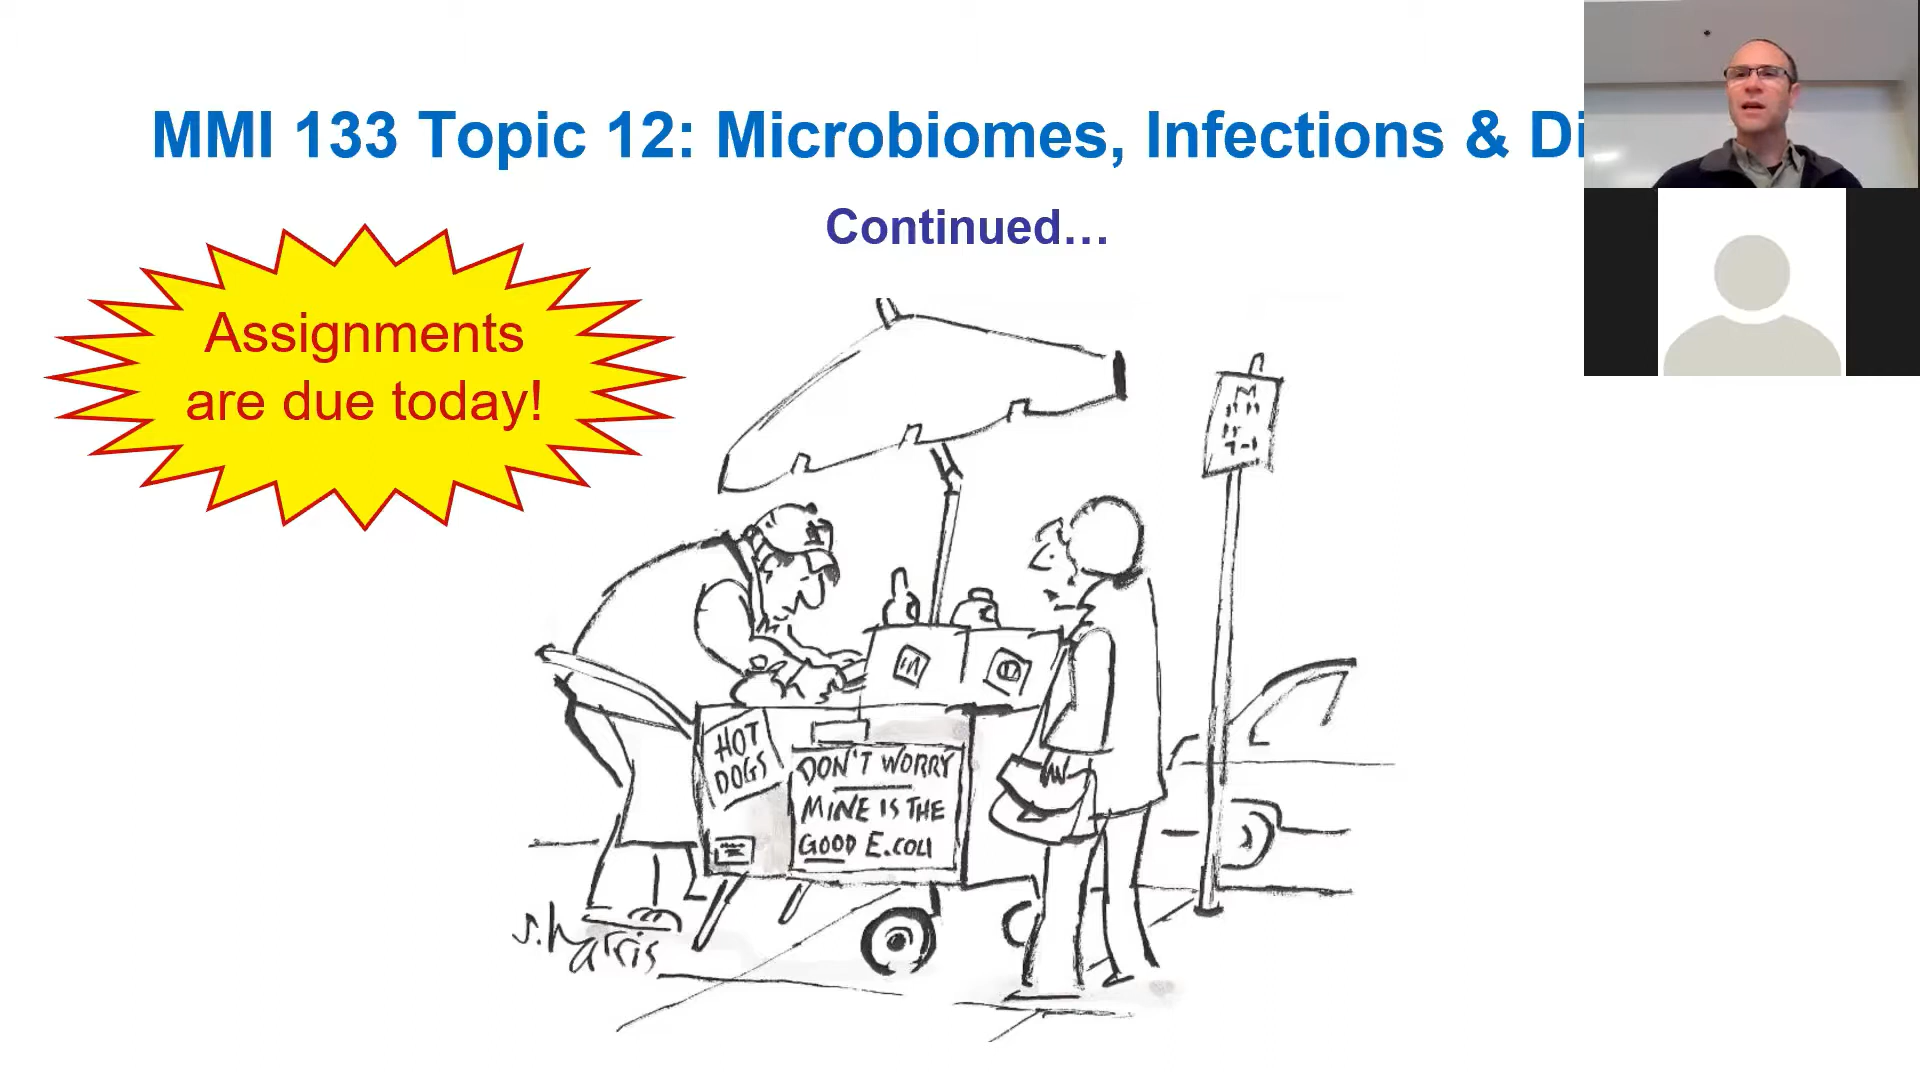 MMI 133 Topic 12: Microbiomes, Infections & Di
Continued…
Assignments
are due today!
HOT
DOGS
DON'T WORRY
MINE IS THE
GOOD E.COLI
S.harris